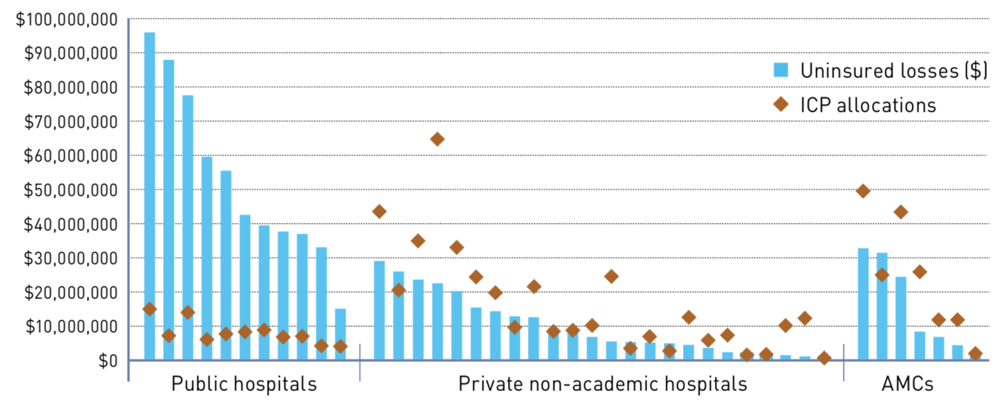 $100,000,000
$90,000,000
$80,000,000
$70,000,000
$60,000,000
$50,000,000
$40,000,000
$30,000,000
$20,000,000
$10,000,000
$0
Uninsured losses ($)
ICP allocations
Public hospitals
Private non-academic hospitals
AMCs